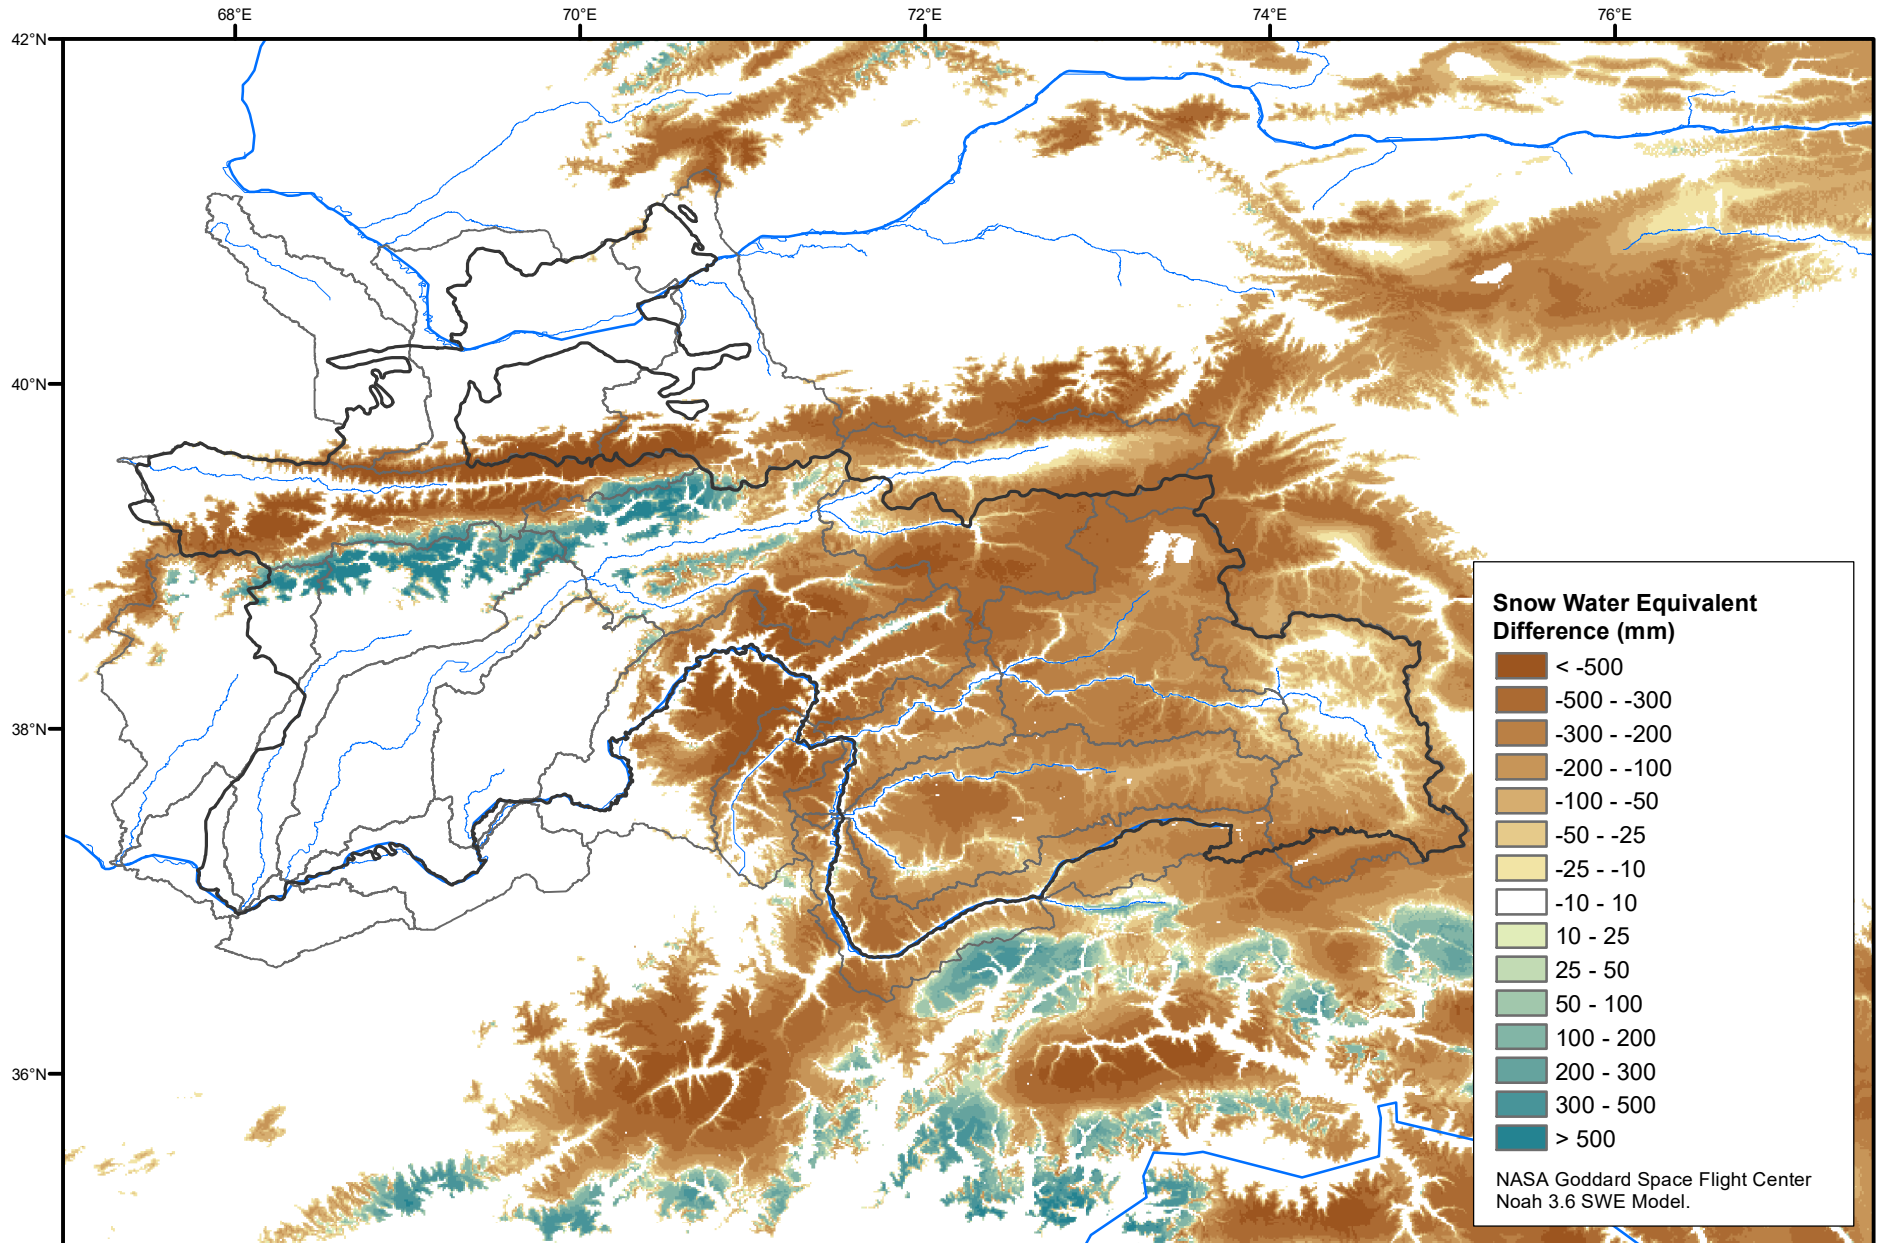 68°E
70°E
72°E
74°E
76°E
42°N
40°N
38°N
36°N
Snow Water Equivalent
Difference (mm)
< -500
-500 - -300
-300 - -200
-200 - -100
-100 - -50
-50 - -25
-25 - -10
-10 - 10
10 - 25
25 - 50
50 - 100
100 - 200
200 - 300
300 - 500
> 500
NASA Goddard Space Flight Center
Noah 3.6 SWE Model.